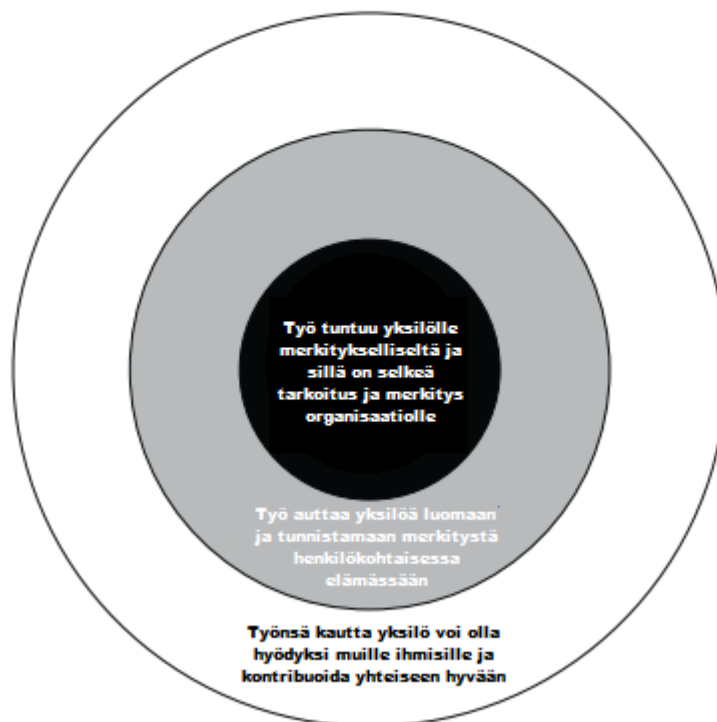 Työ tuntuu yksilölle
merkitykselliseltä ja
sillä on selkeä
tarkoitus ja merkitys
organisaatiolle
Työ auttaa yksilöä luomaan
ja tunnistamaan merkitystä
henkilökohtaisessa
elämässään
Työnsä kautta yksilö voi olla
hyödyksi muille ihmisille ja
kontribuoida yhteiseen hyvään